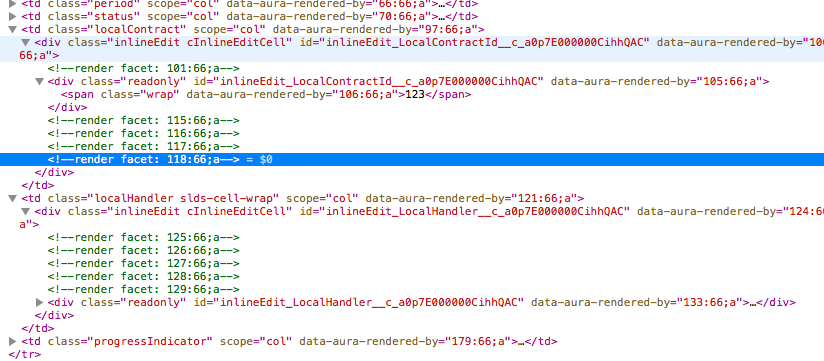 ▶<td class="period" scope="col" data-aura-rendered-by="66:66;a">…</td>
▶<td class="status" scope="col" data-aura-rendered-by="70:66;a">…</td>
▼<td class="localContract" scope="col" data-aura-rendered-by="97:66;a">
▼<div class="inlineEdit cInlineEditCell" id="inlineEdit_LocalContractId__c_a0p7E000000CihhQAC" data-aura-rendered-by="100:
66;a">
<!--render facet: 101:66;a-->
▼<div class="readonly" id="inlineEdit_LocalContractId__c_a0p7E000000CihhQAC" data-aura-rendered-by="105:66;a">
<span class="wrap" data-aura-rendered-by="106:66;a">123</span>
</div>
<!--render facet: 115:66;a-->
<!--render facet: 116:66;a-->
<!--render facet: 117:66;a-->
<!--render facet: 118:66;a--> = $0
</div>
</td>
▼<td class="localHandler slds-cell-wrap" scope="col" data-aura-rendered-by="121:66;a">
▼<div class="inlineEdit cInlineEditCell" id="inlineEdit_LocalHandler__c_a0p7E000000CihhQAC" data-aura-rendered-by="124:66;
a">
<!--render facet: 125:66;a-->
<!--render facet: 126:66;a-->
<!--render facet: 127:66;a-->
<!--render facet: 128:66;a-->
<!--render facet: 129:66;a-->
▶<div class="readonly" id="inlineEdit_LocalHandler__c_a0p7E000000CihhQAC" data-aura-rendered-by="133:66;a">…</div>
</div>
</td>
▶<td class="progressIndicator" scope="col" data-aura-rendered-by="179:66;a">…</td>
</tr>